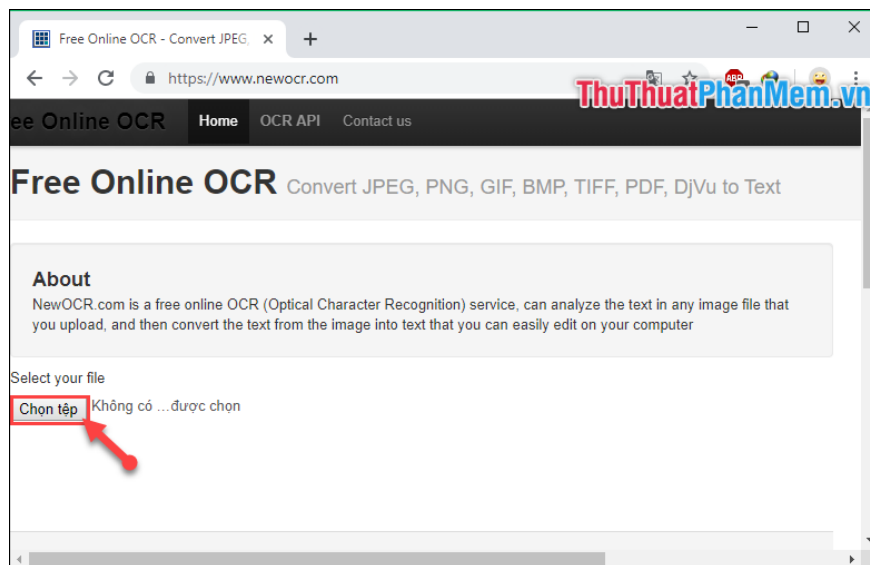 Free Online OCR - Convert JPEG,
https://www.newocr.com
ThuThuatPhanMem.vn
ee Online OCR Home OCR API Contact us
Free Online OCR Convert JPEG, PNG, GIF, BMP, TIFF, PDF, DjVu to Text
About
NewOCR.com is a free online OCR (Optical Character Recognition) service, can analyze the text in any image file that
you upload, and then convert the text from the image into text that you can easily edit on your computer
Select your file
Chọn tệp Không có ...được chọn